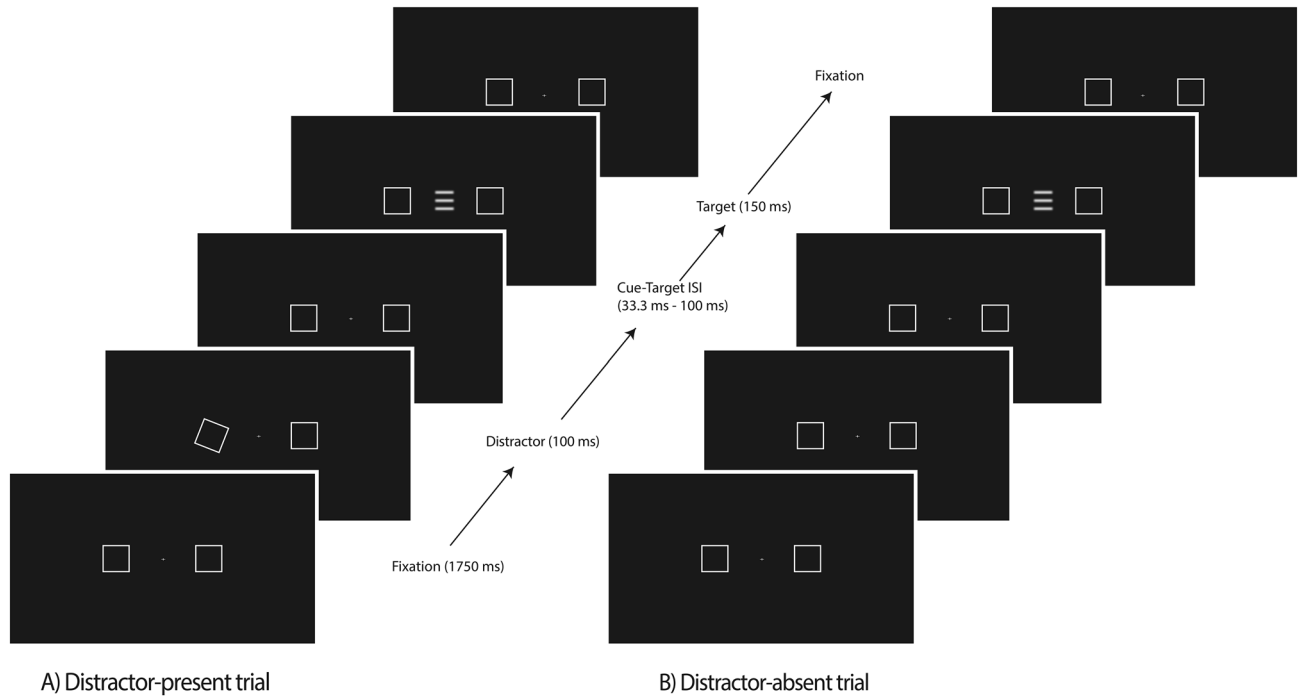 Fixation
Target (150 ms)
Cue-Target ISI
(33.3 ms - 100 ms)
Distractor (100 ms)
Fixation (1750 ms)
A) Distractor-present trial
B) Distractor-absent trial